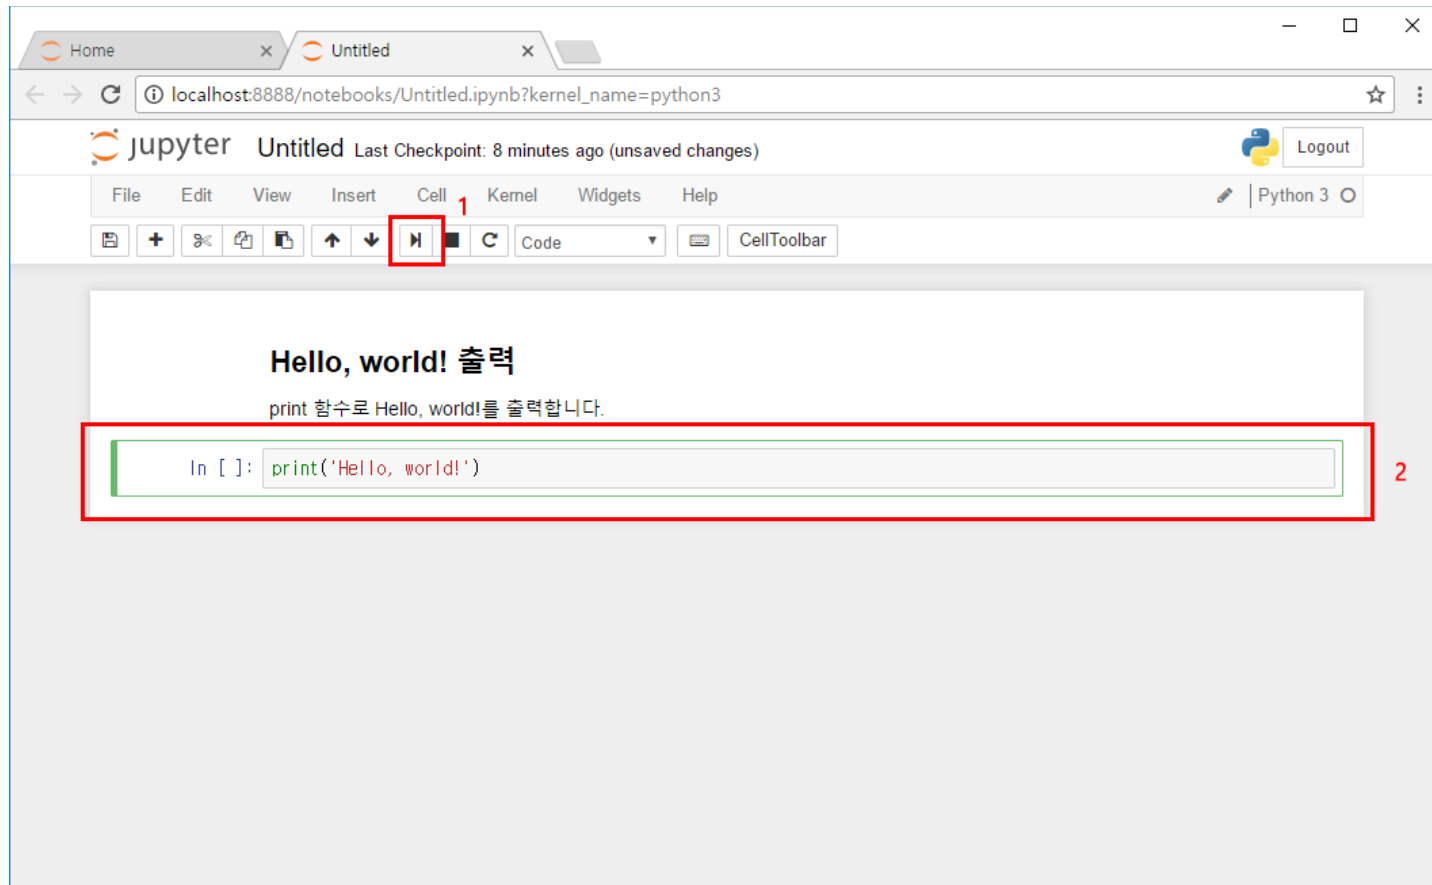 Home
Untitled
localhost:8888/notebooks/Untitled.ipynb?kernel_name=python3
jupyter Untitled Last Checkpoint: 8 minutes ago (unsaved changes) Logout
File Edit View Insert Cell Kernel Widgets Help Python 3
1
Code CellToolbar
Hello, world! 출력
print 함수로 Hello, world!를 출력합니다.
In [ ]: print('Hello, world!')
2